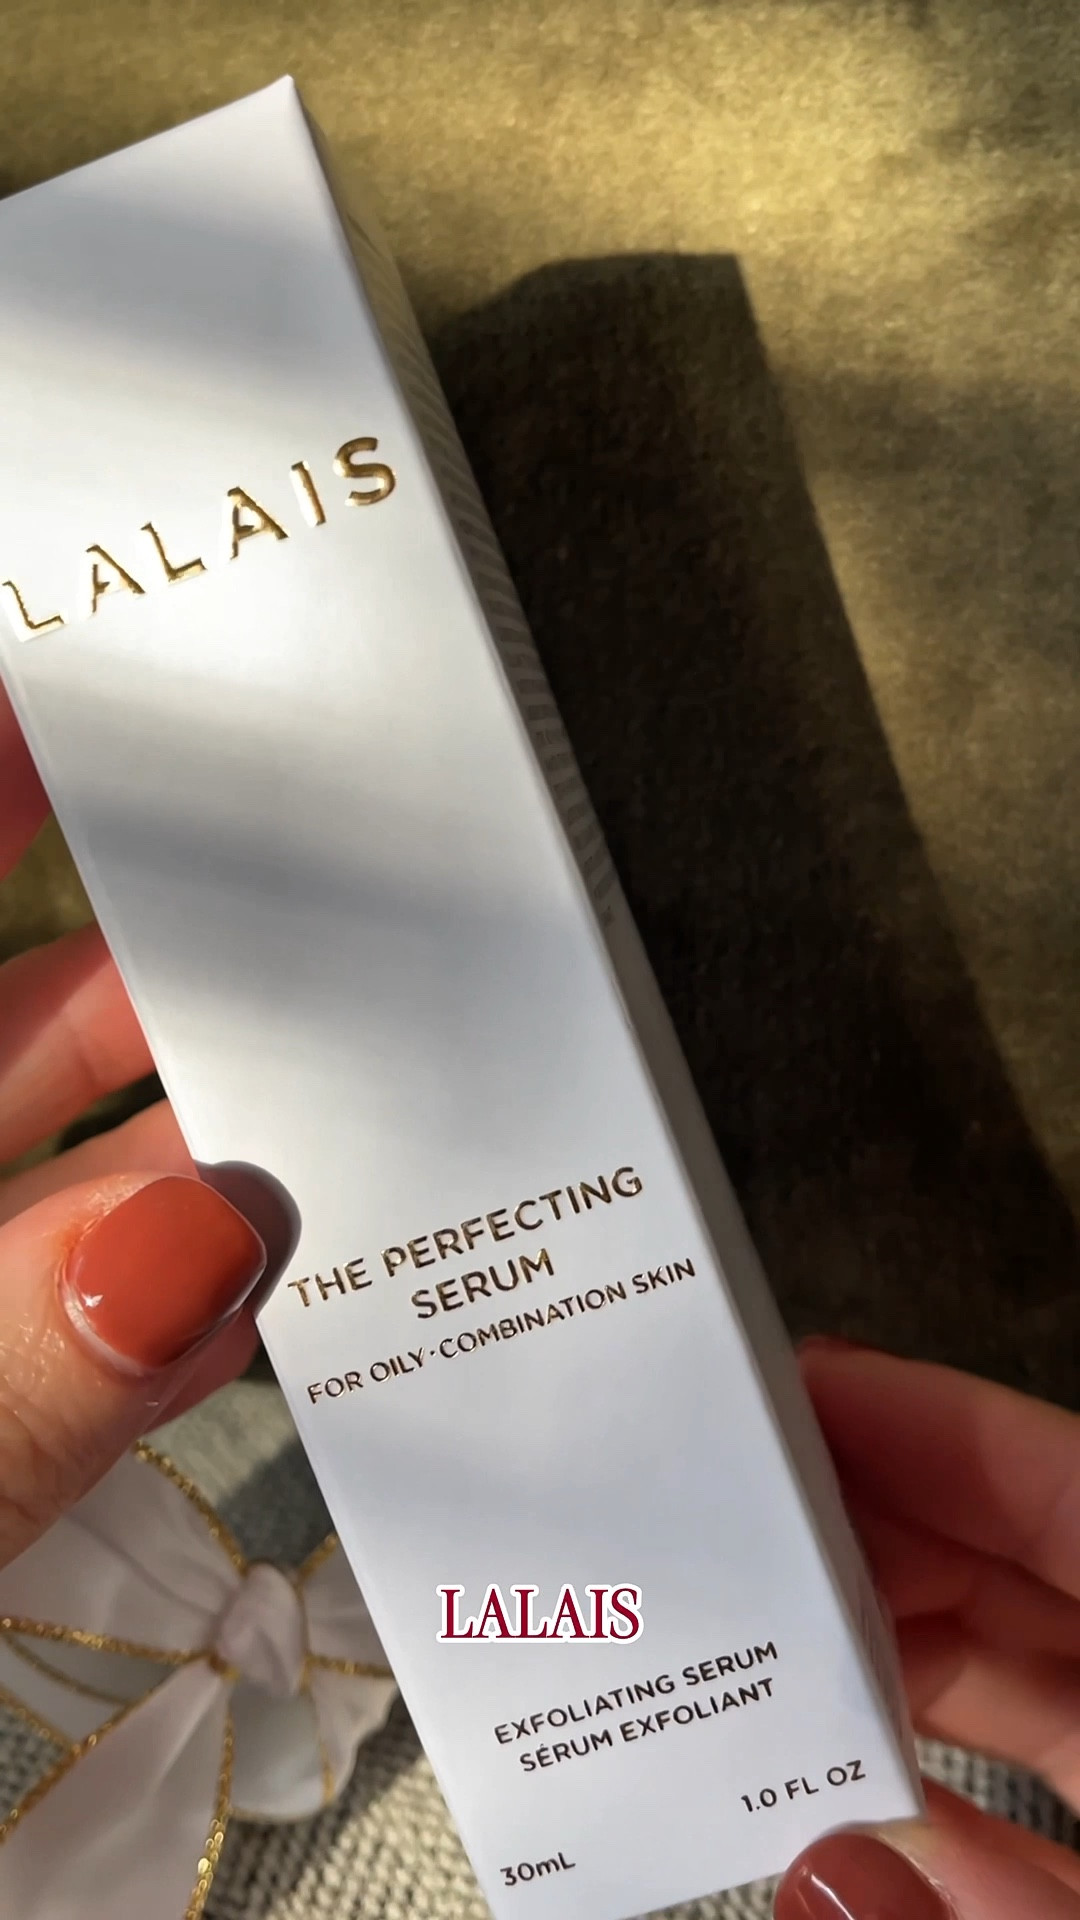 LALAIS
THE PERFECTING
SERUM
FOR OILY·COMBINATION SKIN
LALAIS
EXFOLIATING SERUM
SÉRUM EXFOLIANT
1.0 FL OZ
30mL